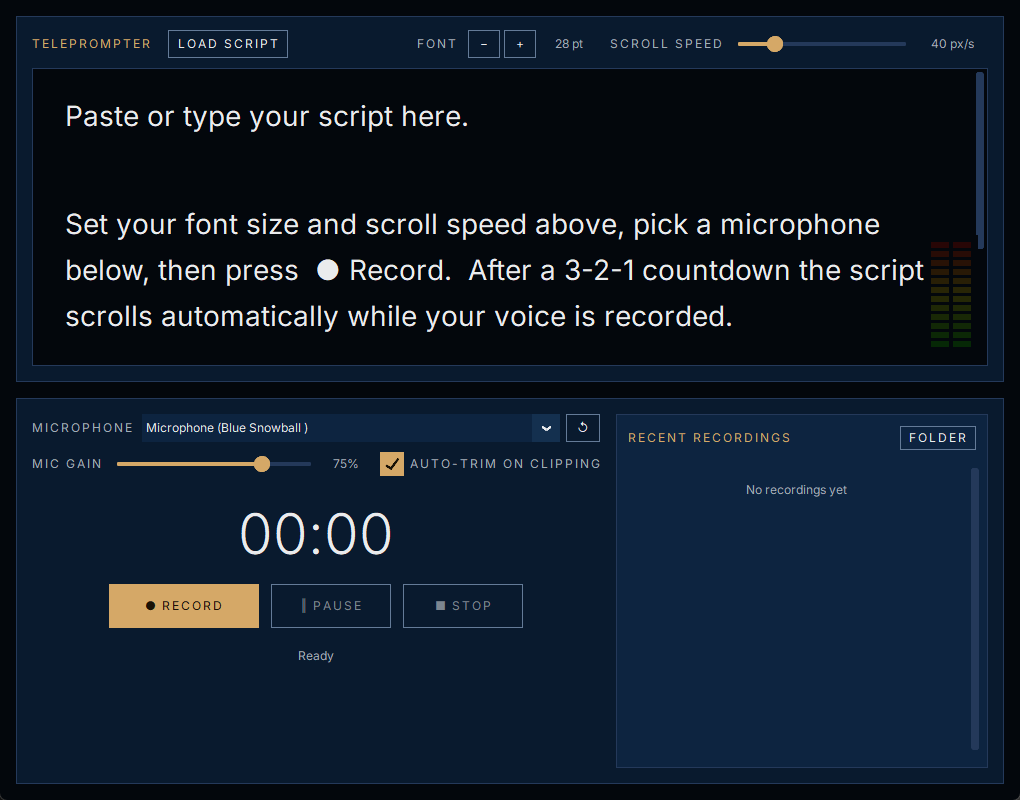 TELEPROMPTER LOAD SCRIPT FONT − + 28 pt SCROLL SPEED 40 px/s
Paste or type your script here.
Set your font size and scroll speed above, pick a microphone
below, then press ● Record. After a 3-2-1 countdown the script
scrolls automatically while your voice is recorded.
MICROPHONE Microphone (Blue Snowball )
MIC GAIN 75% AUTO-TRIM ON CLIPPING
00:00
● RECORD ‖ PAUSE ■ STOP
Ready
RECENT RECORDINGS FOLDER
No recordings yet